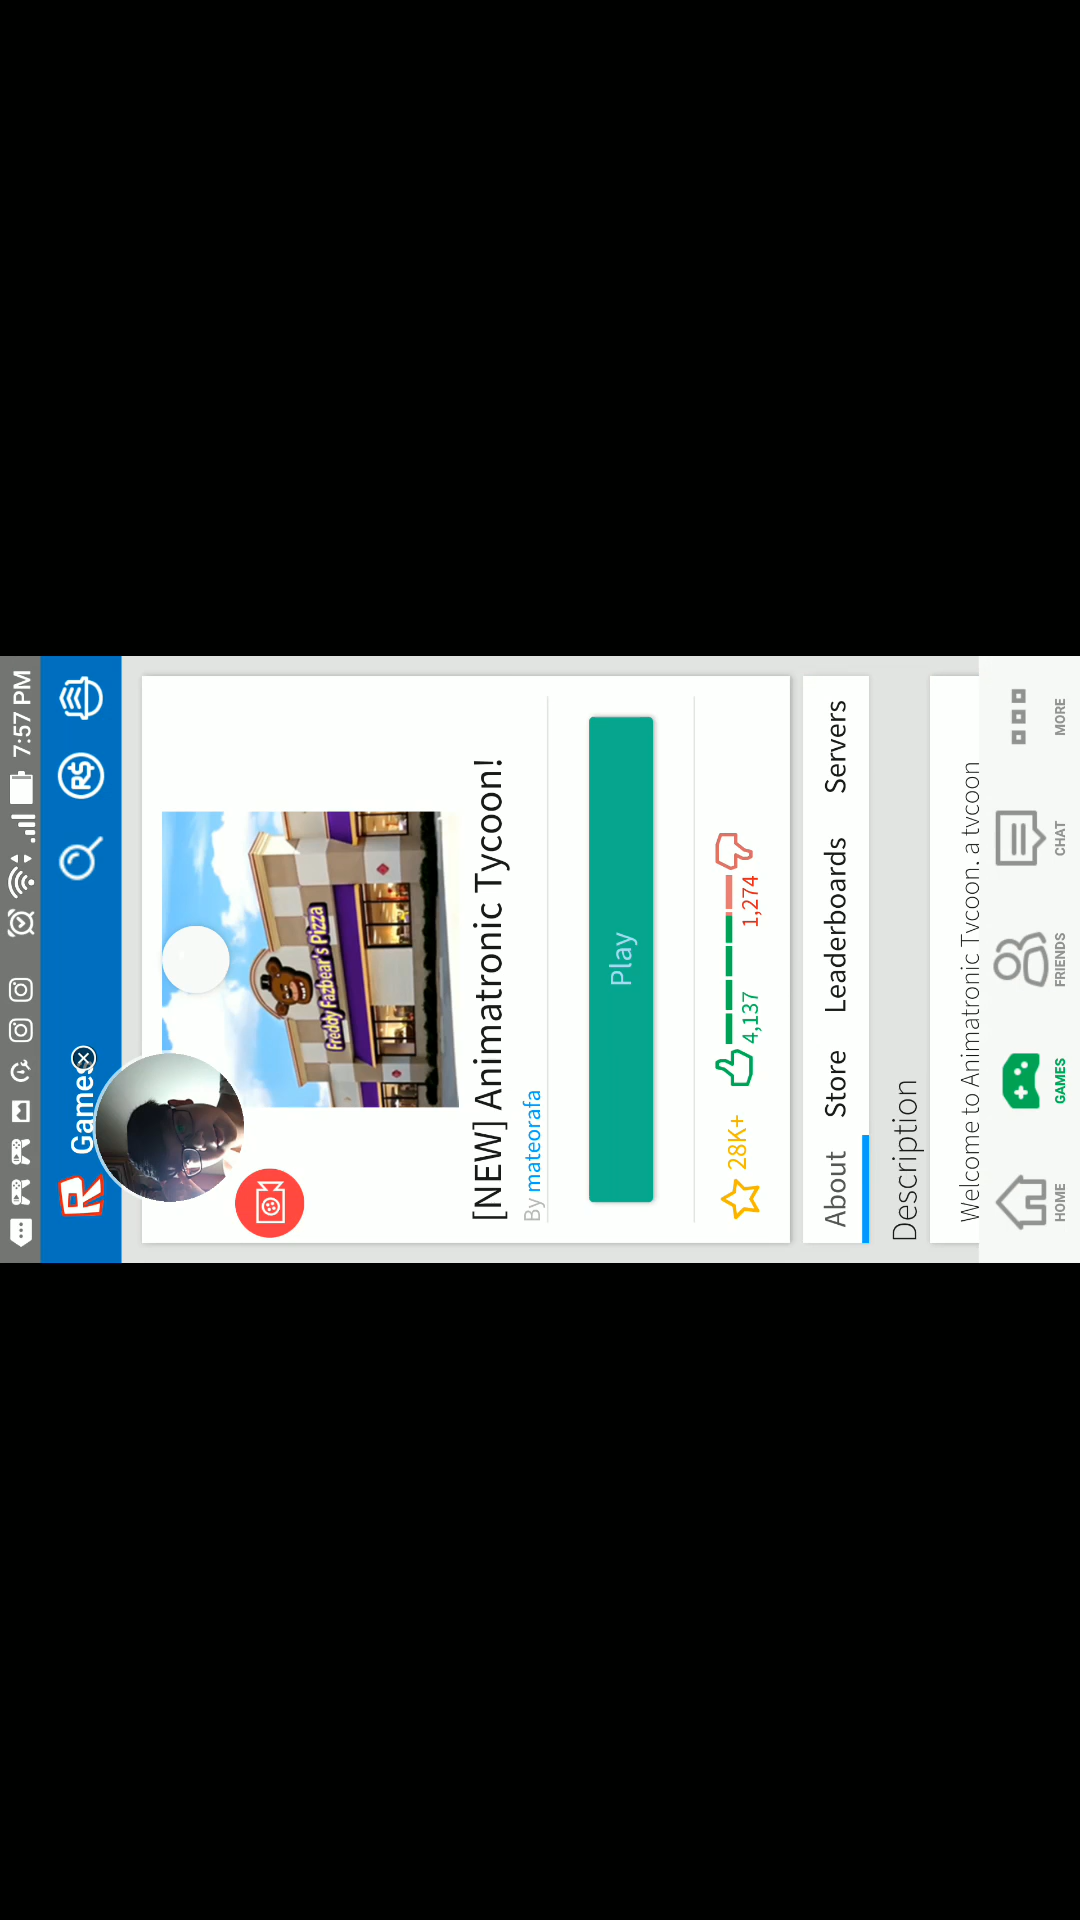 7:57 PM
Games
R$
Freddy Fazbear's Pizza
[NEW] Animatronic Tycoon!
By mateorafa
Play
28K+
4,137
1,274
About
Store
Leaderboards
Servers
Description
Welcome to Animatronic Tycoon, a tycoon
HOME
GAMES
FRIENDS
CHAT
MORE